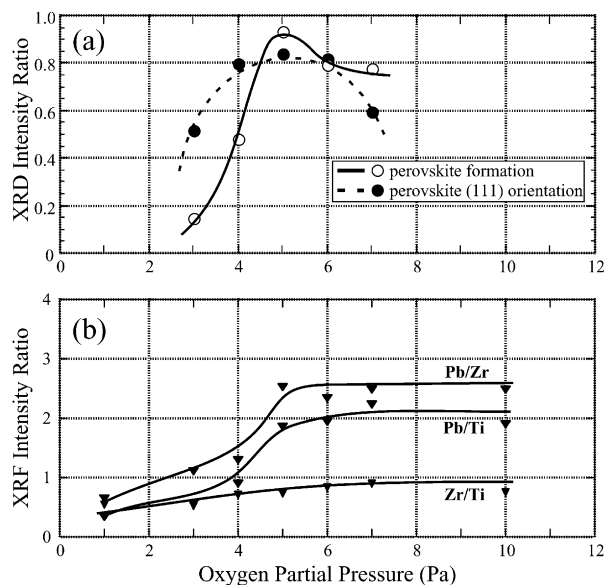 (a)
XRD Intensity Ratio
1.0
0.8
0.6
0.4
0.2
0
perovskite formation
perovskite (111) orientation
0 2 4 6 8 10 12
(b)
XRF Intensity Ratio
4
3
2
1
0
Pb/Zr
Pb/Ti
Zr/Ti
0 2 4 6 8 10 12
Oxygen Partial Pressure (Pa)